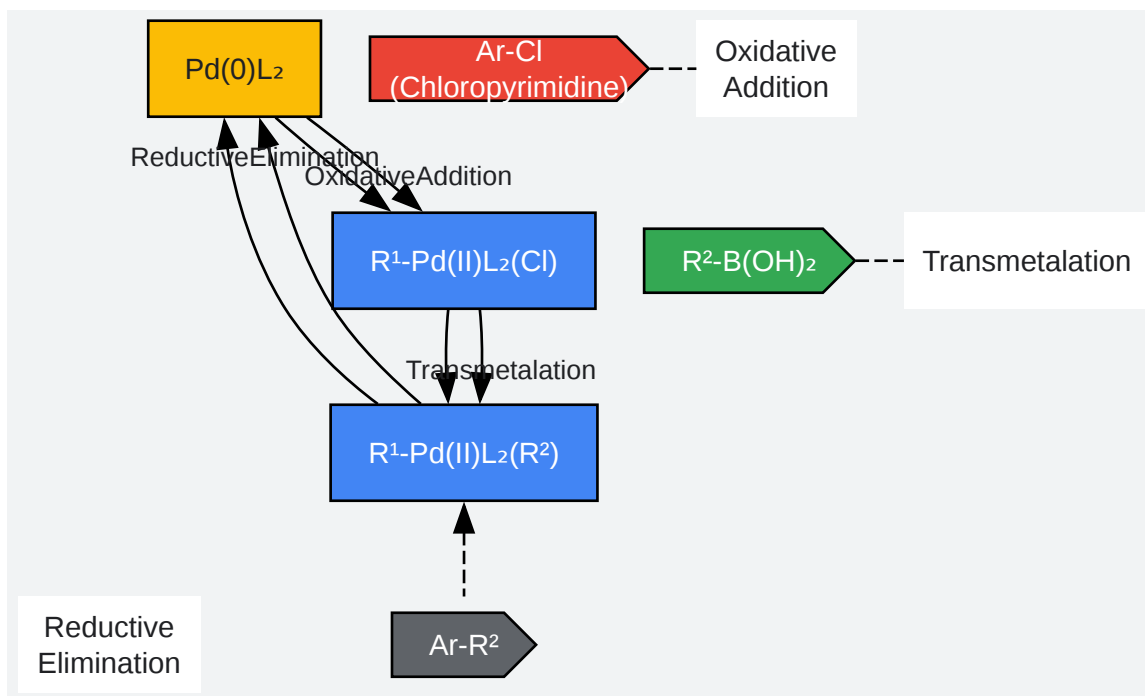 Pd(0)L₂
Ar-Cl
(Chloropyrimidine)
Oxidative
Addition
ReductiveElimination
OxidativeAddition
R¹-Pd(II)L₂(Cl)
R²-B(OH)₂
Transmetalation
Transmetalation
R¹-Pd(II)L₂(R²)
Reductive
Elimination
Ar-R²